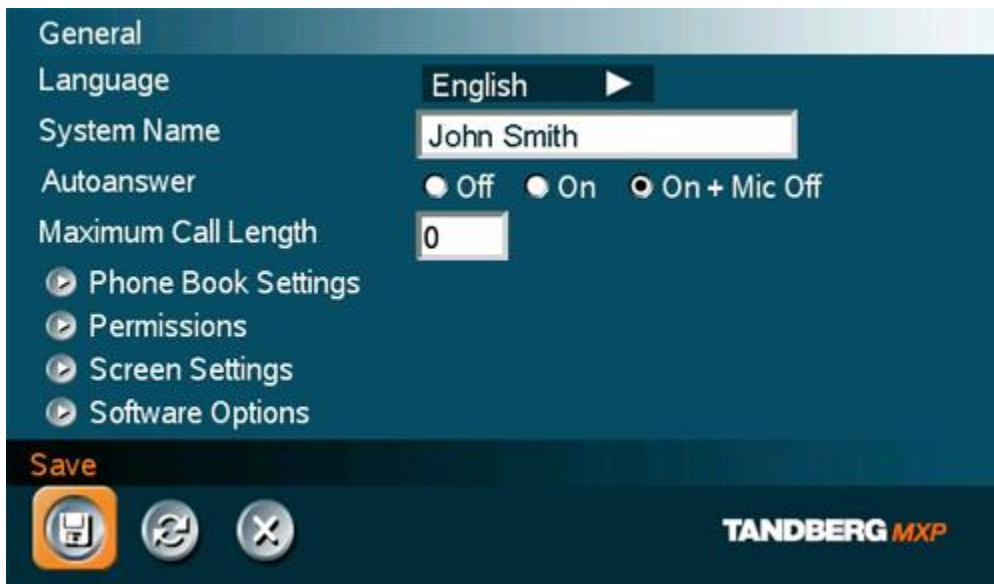 General
Language English
System Name John Smith
Autoanswer Off On On + Mic Off
Maximum Call Length 0
Phone Book Settings
Permissions
Screen Settings
Software Options
Save
TANDBERG MXP